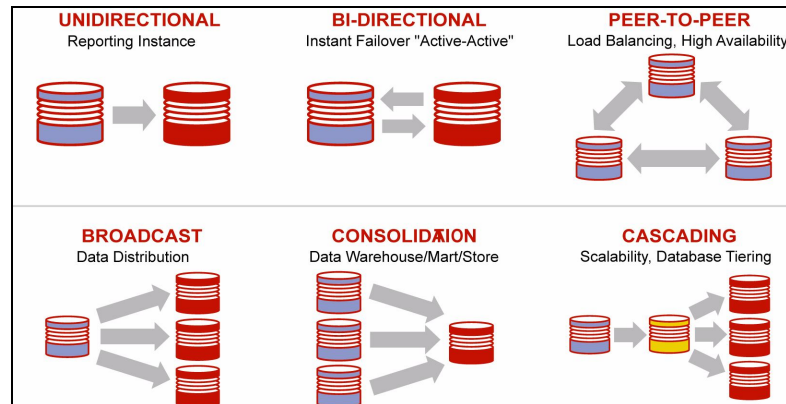 UNIDIRECTIONAL
Reporting Instance
BI-DIRECTIONAL
Instant Failover "Active-Active"
PEER-TO-PEER
Load Balancing, High Availability
BROADCAST
Data Distribution
CONSOLIDATION
Data Warehouse/Mart/Store
CASCADING
Scalability, Database Tiering